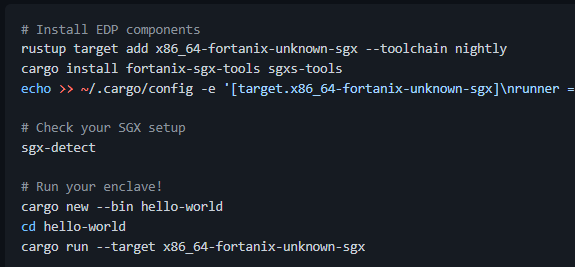 # Install EDP components
rustup target add x86_64-fortanix-unknown-sgx --toolchain nightly
cargo install fortanix-sgx-tools sgxs-tools
echo >> ~/.cargo/config -e '[target.x86_64-fortanix-unknown-sgx]\nrunner =
# Check your SGX setup
sgx-detect
# Run your enclave!
cargo new --bin hello-world
cd hello-world
cargo run --target x86_64-fortanix-unknown-sgx